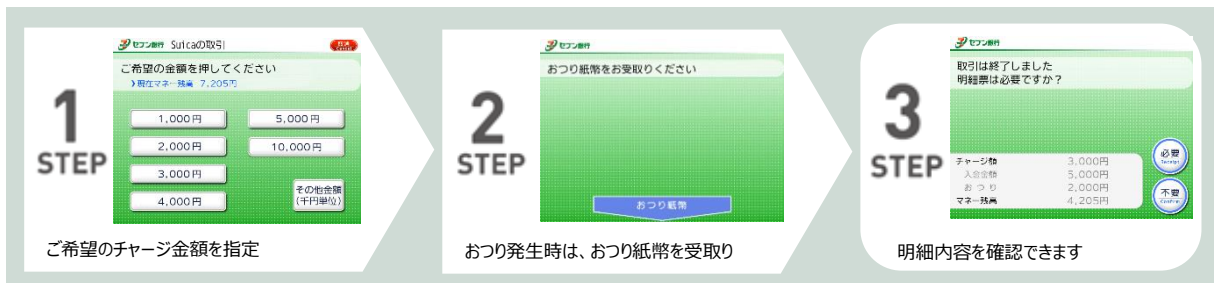 1
STEP
セブン銀行 Suicaの取引
ご希望の金額を押してください
現在マネー残高 7,205円
1,000円
5,000円
2,000円
10,000円
3,000円
4,000円
その他金額
(千円単位)
ご希望のチャージ金額を指定
2
STEP
セブン銀行
おつり紙幣をお受取りください
おつり紙幣
おつり発生時は、おつり紙幣を受取り
3
STEP
セブン銀行
取引は終了しました
明細票は必要ですか?
チャージ額 3,000円
入金金額 5,000円
おつり 2,000円
マネー残高 4,205円
必要
Receipt
不要
明細内容を確認できます